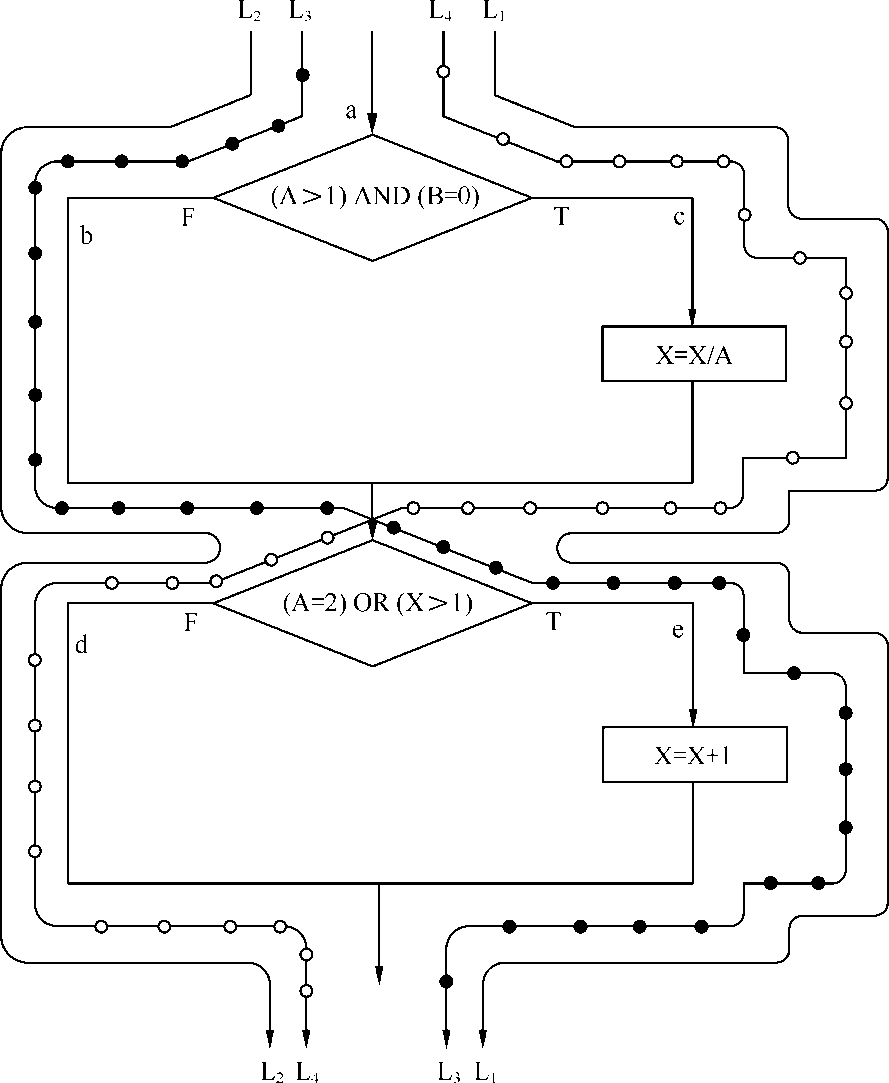 L₂ L₃ L₄ L₁
a
(A>1) AND (B=0)
F T c
b
X=X/A
(A=2) OR (X>1)
F T e
d
X=X+1
L₂ L₄ L₃ L₁